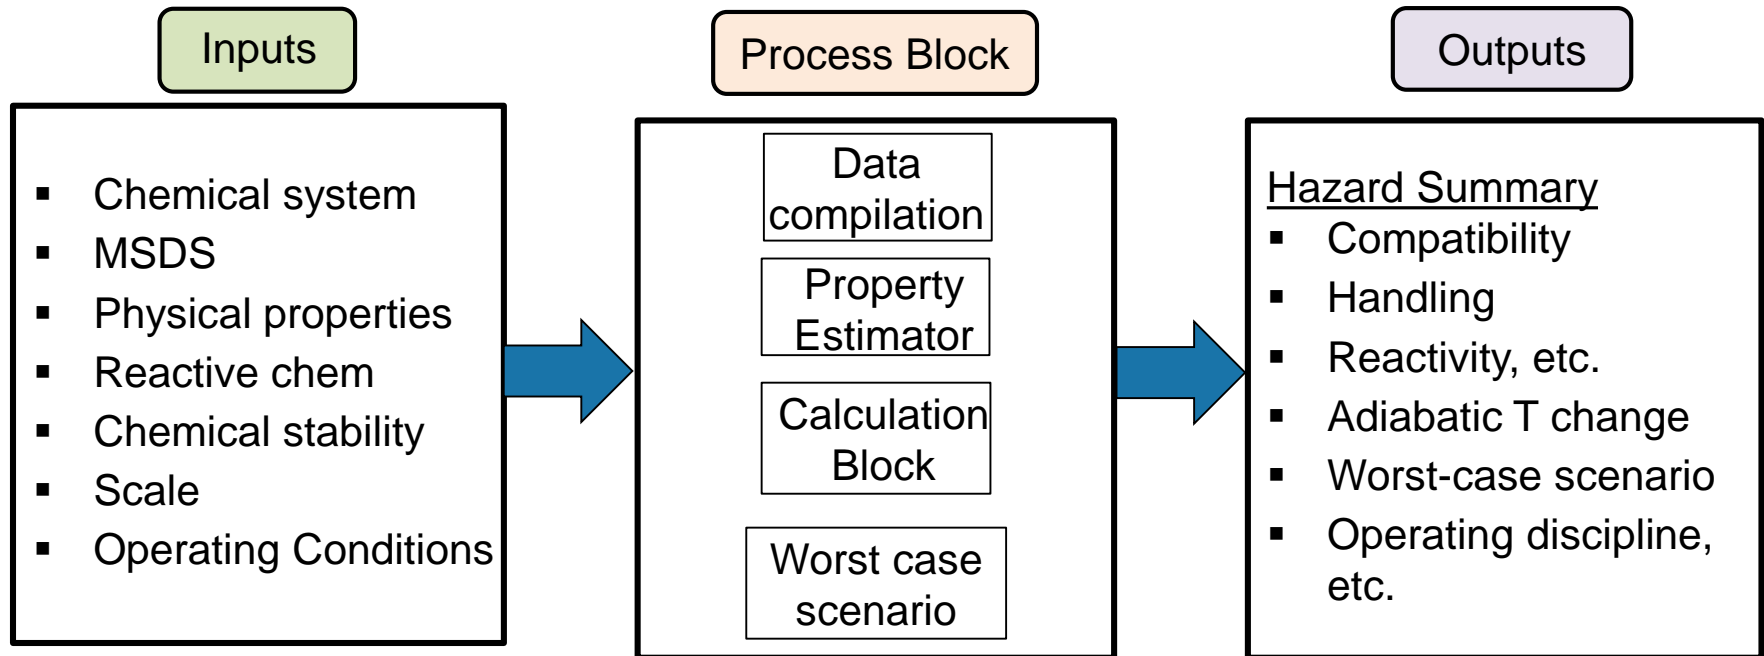 Inputs
▪ Chemical system
▪ MSDS
▪ Physical properties
▪ Reactive chem
▪ Chemical stability
▪ Scale
▪ Operating Conditions
Process Block
Data
compilation
Property
Estimator
Calculation
Block
Worst case
scenario
Outputs
Hazard Summary
▪ Compatibility
▪ Handling
▪ Reactivity, etc.
▪ Adiabatic T change
▪ Worst-case scenario
▪ Operating discipline,
etc.